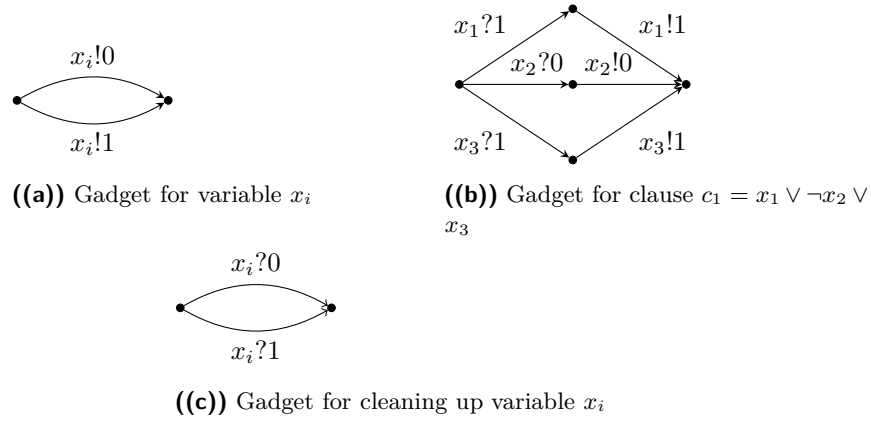 x_i!0
x_i!1
((a)) Gadget for variable x_i
x_1?1
x_1!1
x_2?0
x_2!0
x_3?1
x_3!1
((b)) Gadget for clause c_1 = x_1 ∨ ¬x_2 ∨
x_3
x_i?0
x_i?1
((c)) Gadget for cleaning up variable x_i